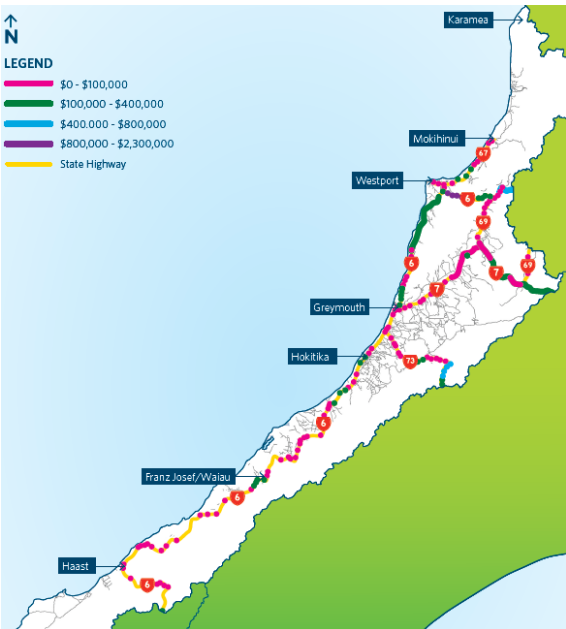 Karamea
N
LEGEND
$0 - $100,000
$100,000 - $400,000
$400.000 - $800,000
$800,000 - $2,300,000
State Highway
Mokihinui
67
Westport
6
69
6
7
69
7
Greymouth
Hokitika
73
6
Franz Josef/Waiau
6
Haast
6